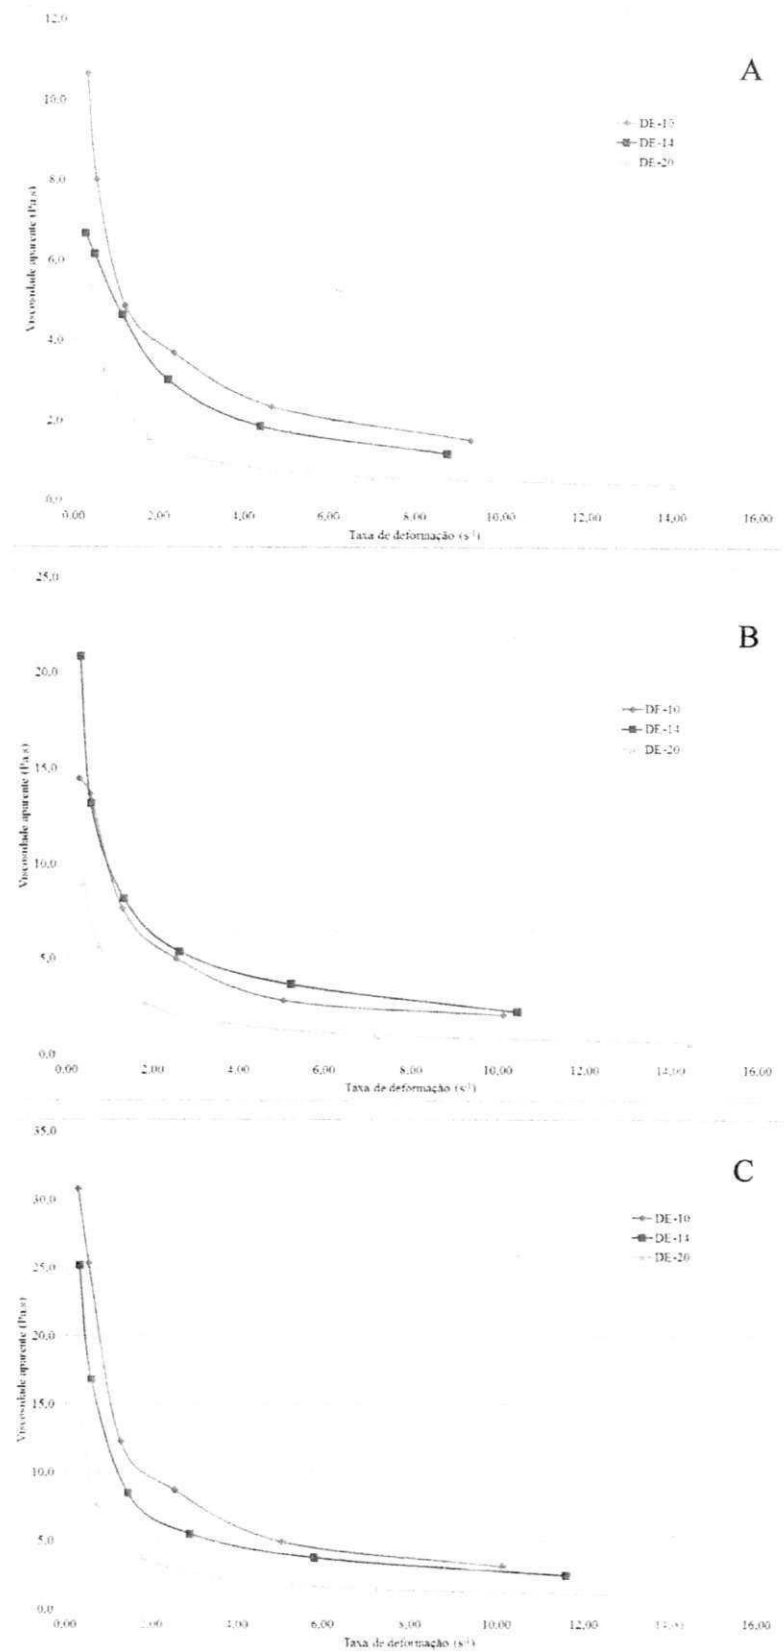 12,0
A
10,0
DE-10
DE-14
8,0
DE-20
Viscosidade aparente (Pa.s)
6,0
4,0
2,0
0,0
0,00 2,00 4,00 6,00 8,00 10,00 12,00 14,00 16,00
Taxa de deformação (s-1)
25,0
B
20,0
DE-10
DE-14
DE-20
Viscosidade aparente (Pa.s)
15,0
10,0
5,0
0,0
0,00 2,00 4,00 6,00 8,00 10,00 12,00 14,00 16,00
Taxa de deformação (s-1)
35,0
C
30,0
DE-10
DE-14
DE-20
25,0
Viscosidade aparente (Pa.s)
20,0
15,0
10,0
5,0
0,0
0,00 2,00 4,00 6,00 8,00 10,00 12,00 14,00 16,00
Taxa de deformação (s-1)